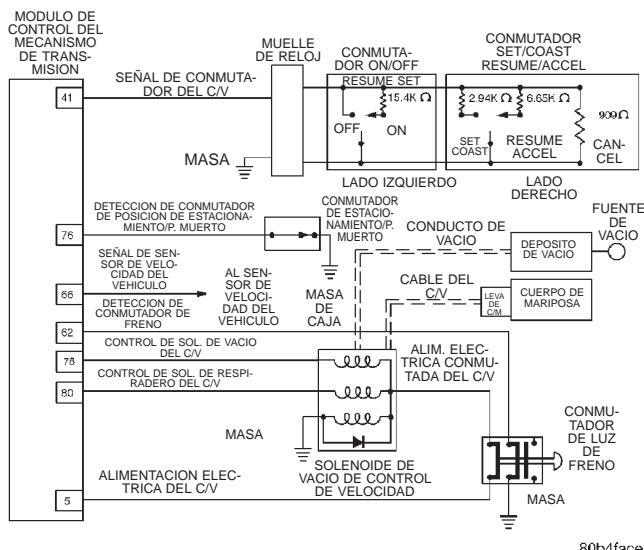 MODULO DE
CONTROL DEL
MECANISMO
DE TRANS-
MISION
41
SEÑAL DE CONMUTA-
DOR DEL C/V
MUELLE
DE RELOJ
MASA
CONMUTA-
DOR ON/OFF
RESUME SET
15.4K Ω
OFF
ON
LADO IZQUIERDO
CONMUTADOR
SET/COAST
RESUME/ACCEL
2.94K Ω
6.65K Ω
909Ω
SET
COAST
RESUME
ACCEL
CAN-
CEL
LADO
DERECHO
76
DETECCION DE CONMUTADOR
DE POSICION DE ESTACIONA-
MIENTO/P. MUERTO
CONMUTADOR
DE ESTACIO-
NAMIENTO/P.
MUERTO
MASA
DE CAJA
66
SEÑAL DE SEN-
SOR DE VELO-
CIDAD DEL
VEHICULO
AL SENSOR
DE VELOCI-
DAD DEL
VEHICULO
CONDUCTO DE
VACIO
DEPOSITO
DE VACIO
FUENTE
DE
VACIO
CABLE DEL
C/V
LEVA
DE
C/M
CUERPO DE
MARIPOSA
62
DETECCION DE
CONMUTADOR DE
FRENO
78
CONTROL DE SOL. DE VACIO
DEL C/V
80
CONTROL DE SOL. DE RESPI-
RADERO DEL C/V
ALIM. ELEC-
TRICA CONMU-
TADA DEL C/V
MASA
SOLENOIDE DE
VACIO DE CONTROL
DE VELOCIDAD
CONMU-
TADOR
DE LUZ
DE
FRENO
MASA
5
ALIMENTACION ELEC-
TRICA DEL C/V
80b4face